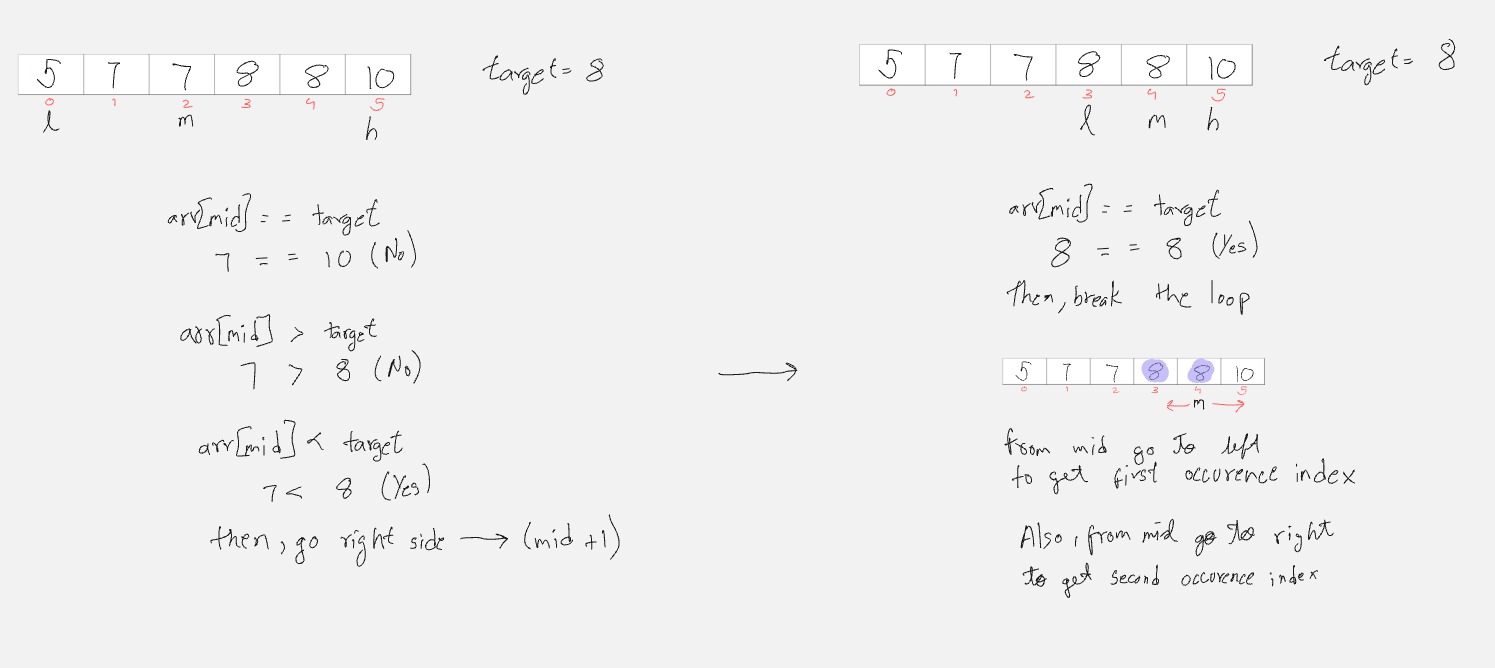 5 7 7 8 8 10
target = 8
0 1 2 3 4 5
l m h
arr[mid] == target
7 == 10 (No)
arr[mid] > target
7 > 8 (No)
arr[mid] < target
7 < 8 (Yes)
then, go right side → (mid +1)
5 7 7 8 8 10
target = 8
0 1 2 3 4 5
l m h
arr[mid] == target
8 == 8 (Yes)
Then, break the loop
5 7 7 8 8 10
0 1 2 3 4 5
← m →
from mid go to left
to get first occurence index
Also, from mid go to right
to get second occurence index